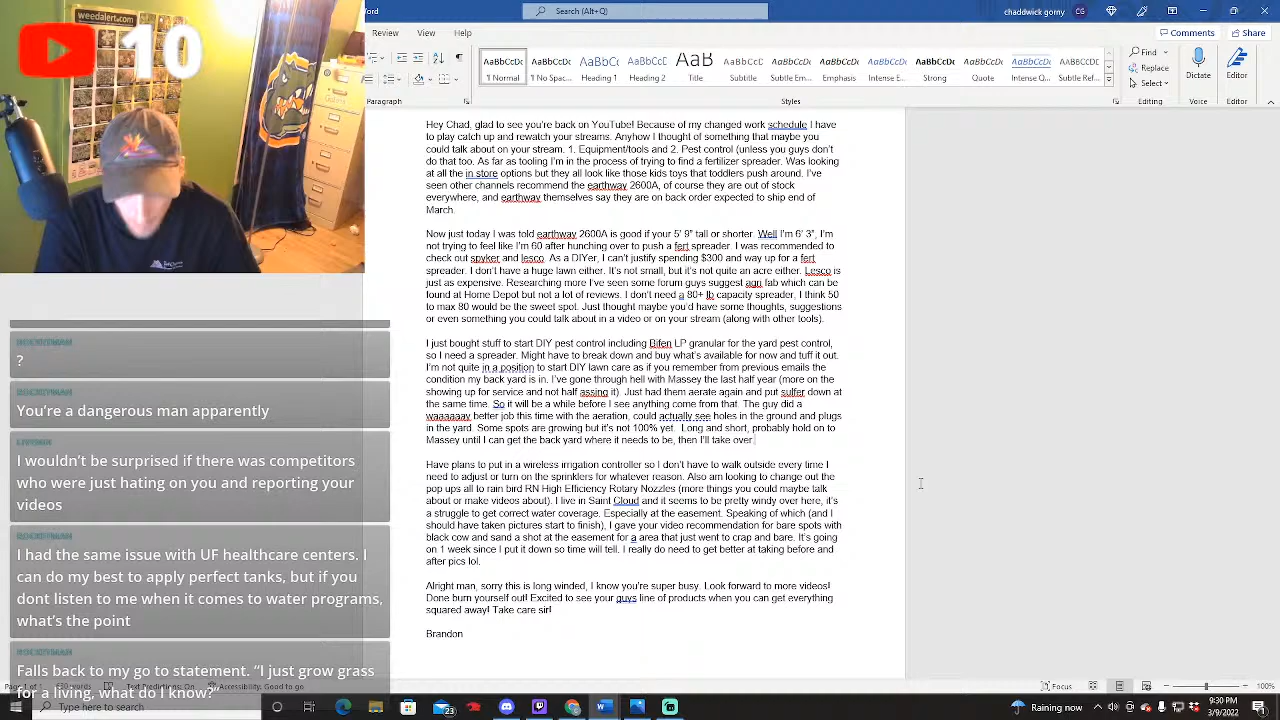 weedalert.com
10
ord
Search (Alt+Q)
chaddwick gomy
Review View Help
Comments Share
AaBbCcDc AaBbCcDc AaBbCc AaBbCcD AaB AaBbCcD AaBbCcDc AaBbCcDc AaBbCcDc AaBbCcDc AaBbCcDc AaBbCcDc AaBbCcDc
¶ Normal ¶ No Spac... Heading 1 Heading 2 Title Subtitle Subtle Em... Emphasis Intense E... Strong Quote Intense Q... Subtle Ref...
Find
Replace
Select
Dictate
Editor
Paragraph
Styles
Editing
Voice
Editor
Hey Chad, glad to see you're back on YouTube! Because of my changed work schedule I have
to play catch up and rewatch your streams. Anyhow I thought of something that maybe you
could talk about on your stream. 1. Equipment/tools and 2. Pest control (unless you guys don't
do that too. As far as tooling I'm in the process of trying to find a fertilizer spreader. Was looking
at all the in store options but they all look like those kids toys that toddlers push around. I've
seen other channels recommend the earthway 2600A, of course they are out of stock
everywhere, and earthway themselves say they are on back order expected to ship end of
March.
Now just today I was told earthway 2600A is good if your 5' 9" tall or shorter. Well I'm 6' 3", I'm
not trying to feel like I'm 60 after hunching over to push a fert spreader. I was recommended to
check out spyker and lesco. As a DIYer, I can't justify spending $300 and way up for a fert
spreader. I don't have a huge lawn either. It's not small, but it's not quite an acre either. Lesco is
just as expensive. Researching more I've seen some forum guys suggest agri fab which can be
found at Home Depot but not a lot of reviews. I don't need a 80+ lb capacity spreader, I think 50
to max 80 would be the sweet spot. Just thought maybe you'd have some thoughts, suggestions
or even something you could talk about in a video or on your stream (along with other tools).
I just bought stuff to start DIY pest control including Bifen LP granular for the yard pest control,
so I need a spreader. Might have to break down and buy what's available for now and tuff it out.
I'm not quite in a position to start DIY lawn care as if you remember from previous emails the
condition my back yard is in. I've gone through hell with Massey the last half year (more on the
showing up for service and not half assing it). Just had them aerate again and put sulfer down at
the same time. So it will be a while before I see anything come from that. The guy did a
waaaaaay better job this time with the aeration, could actually see holes in the ground and plugs
in the yard. Some spots are growing but it's not 100% yet. Long and short, probably hold on to
Massey until I can get the back yard where it needs to be, then I'll take over.
Have plans to put in a wireless irrigation controller so I don't have to walk outside every time I
need to adjust or turn on the sprinklers for whatever reason. Also am looking to change out the
pop ups all to rain bird RN High Efficiency Rotary Nozzles (more things you could maybe talk
about or make videos about). I live in Saint Cloud and it seems to be pretty windy over here, it's
a struggle to get correct water coverage. Especially at the easement. Speaking of which (and I
should have taken pictures start to finish), I gave your video recommendation for bare spots with
black cow and sand a shot at the easement for a area that just went to crap and bare. It's going
on 1 week since I put it down so time will tell. I really do need to get better at taking before and
after pics lol.
Alright man, sorry this is long winded, I know you're super busy. Look forward to more videos!
Done burn yourself out! Excited to see your guys line of products when you can get everything
squared away! Take care sir!
Brandon
?
You're a dangerous man apparently
I wouldn't be surprised if there was competitors
who were just hating on you and reporting your
videos
I had the same issue with UF healthcare centers. I
can do my best to apply perfect tanks, but if you
dont listen to me when it comes to water programs,
what's the point
Falls back to my go to statement. "I just grow grass
for a living, what do I know?"
Page 1 of 1 Text Predictions: On Accessibility: Good to go
Focus
100%
Type here to search
Raining now
9:30 PM
3/9/2022